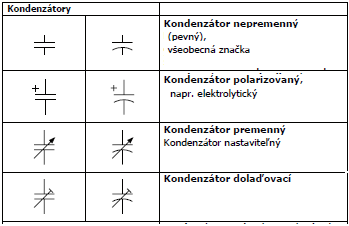 Kondenzátory
Kondenzátor nepremenný
(pevný),
všeobecná značka
+
+
Kondenzátor polarizovaný,
napr. elektrolytický
Kondenzátor premenný
Kondenzátor nastaviteľný
Kondenzátor dolaďovací